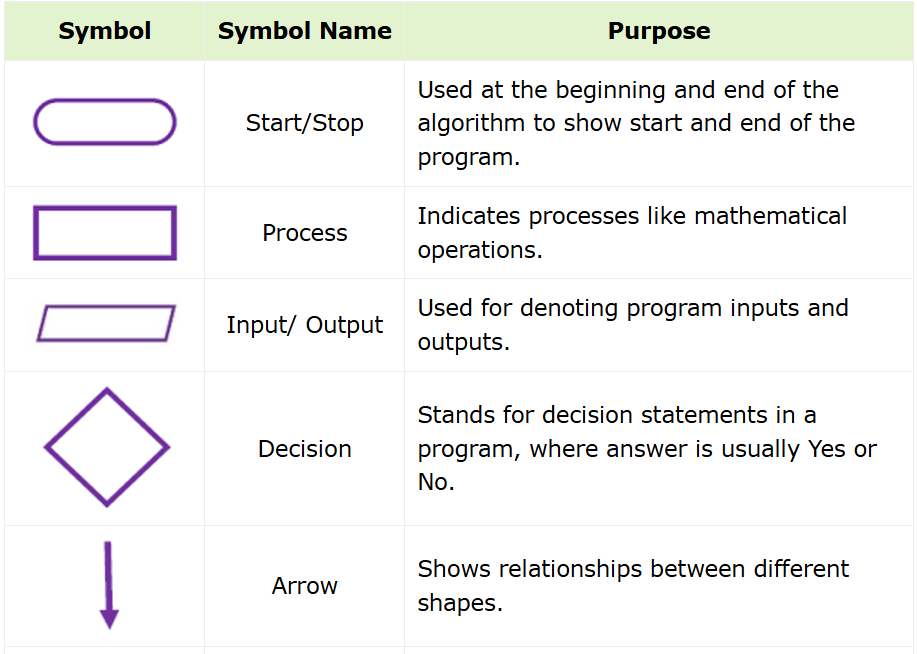 Symbol Symbol Name Purpose
Start/Stop
Used at the beginning and end of the
algorithm to show start and end of the
program.
Process
Indicates processes like mathematical
operations.
Input/ Output
Used for denoting program inputs and
outputs.
Decision
Stands for decision statements in a
program, where answer is usually Yes or
No.
Arrow
Shows relationships between different
shapes.